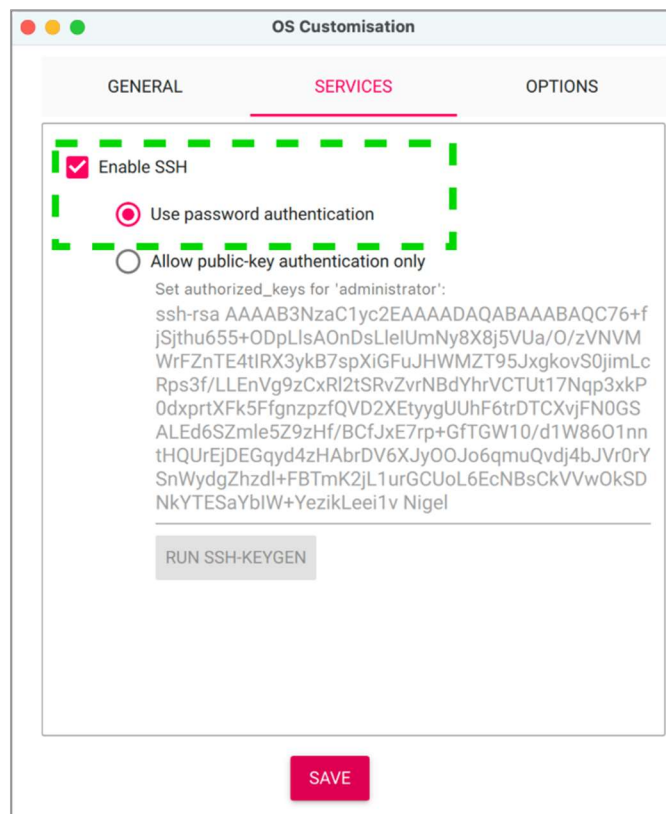 OS Customisation
GENERAL
SERVICES
OPTIONS
Enable SSH
Use password authentication
Allow public-key authentication only
Set authorized_keys for 'administrator':
ssh-rsa AAAAB3NzaC1yc2EAAAADAQABAAABAQC76+f
jSjthu655+ODpLlsAOnDsLleIUmNy8X8j5VUa/O/zVNVM
WrFZnTE4tlRX3ykB7spXiGFuJHWMZT95JxgkovS0jimLc
Rps3f/LLEnVg9zCxRl2tSRvZvrNBdYhrVCTUt17Nqp3xkP
0dxprtXFk5FfgnzpzfQVD2XEtyygUUhF6trDTCXvjFN0GS
ALEd6SZmle5Z9zHf/BCfJxE7rp+GfTGW10/d1W86O1nn
tHQUrEjDEGqyd4zHAbrDV6XJyOOJo6qmuQvdj4bJVr0rY
SnWydgZhzdl+FBTmK2jL1urGCUoL6EcNBsCkVVwOkSD
NkYTESaYbIW+YezikLeei1v Nigel
RUN SSH-KEYGEN
SAVE